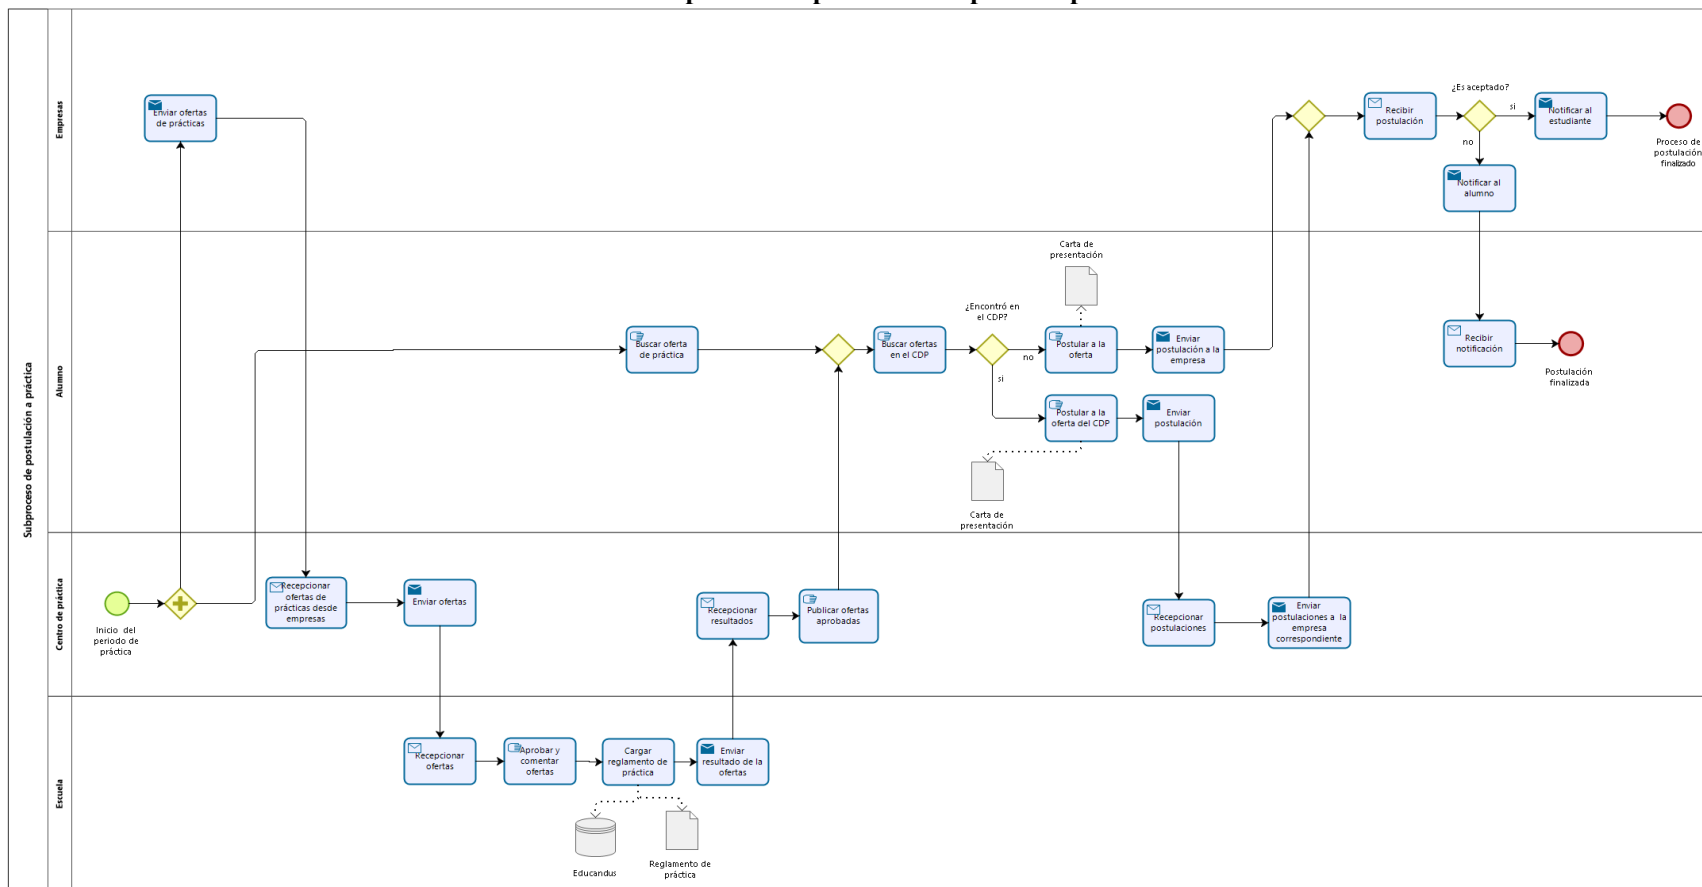 Subproceso de postulación a práctica
Empresas
Enviar ofertas
de prácticas
Recibir
postulación
¿Es aceptado?
si
no
Notificar al
estudiante
Proceso de
postulación
finalizado
Notificar al
alumno
Alumno
Buscar oferta
de práctica
Buscar ofertas
en el CDP
¿Encontró en
el CDP?
no
si
Carta de
presentación
Postular a la
oferta
Enviar
postulación a la
empresa
Postular a la
oferta del CDP
Enviar
postulación
Carta de
presentación
Recibir
notificación
Postulación
finalizada
Centro de práctica
Inicio del
periodo de
práctica
Recepcionar
ofertas de
prácticas desde
empresas
Enviar ofertas
Recepcionar
resultados
Publicar ofertas
aprobadas
Recepcionar
postulaciones
Enviar
postulaciones a la
empresa
correspondiente
Escuela
Recepcionar
ofertas
Aprobar y
comentar
ofertas
Cargar
reglamento de
práctica
Enviar
resultado de la
ofertas
Educandus
Reglamento de
práctica